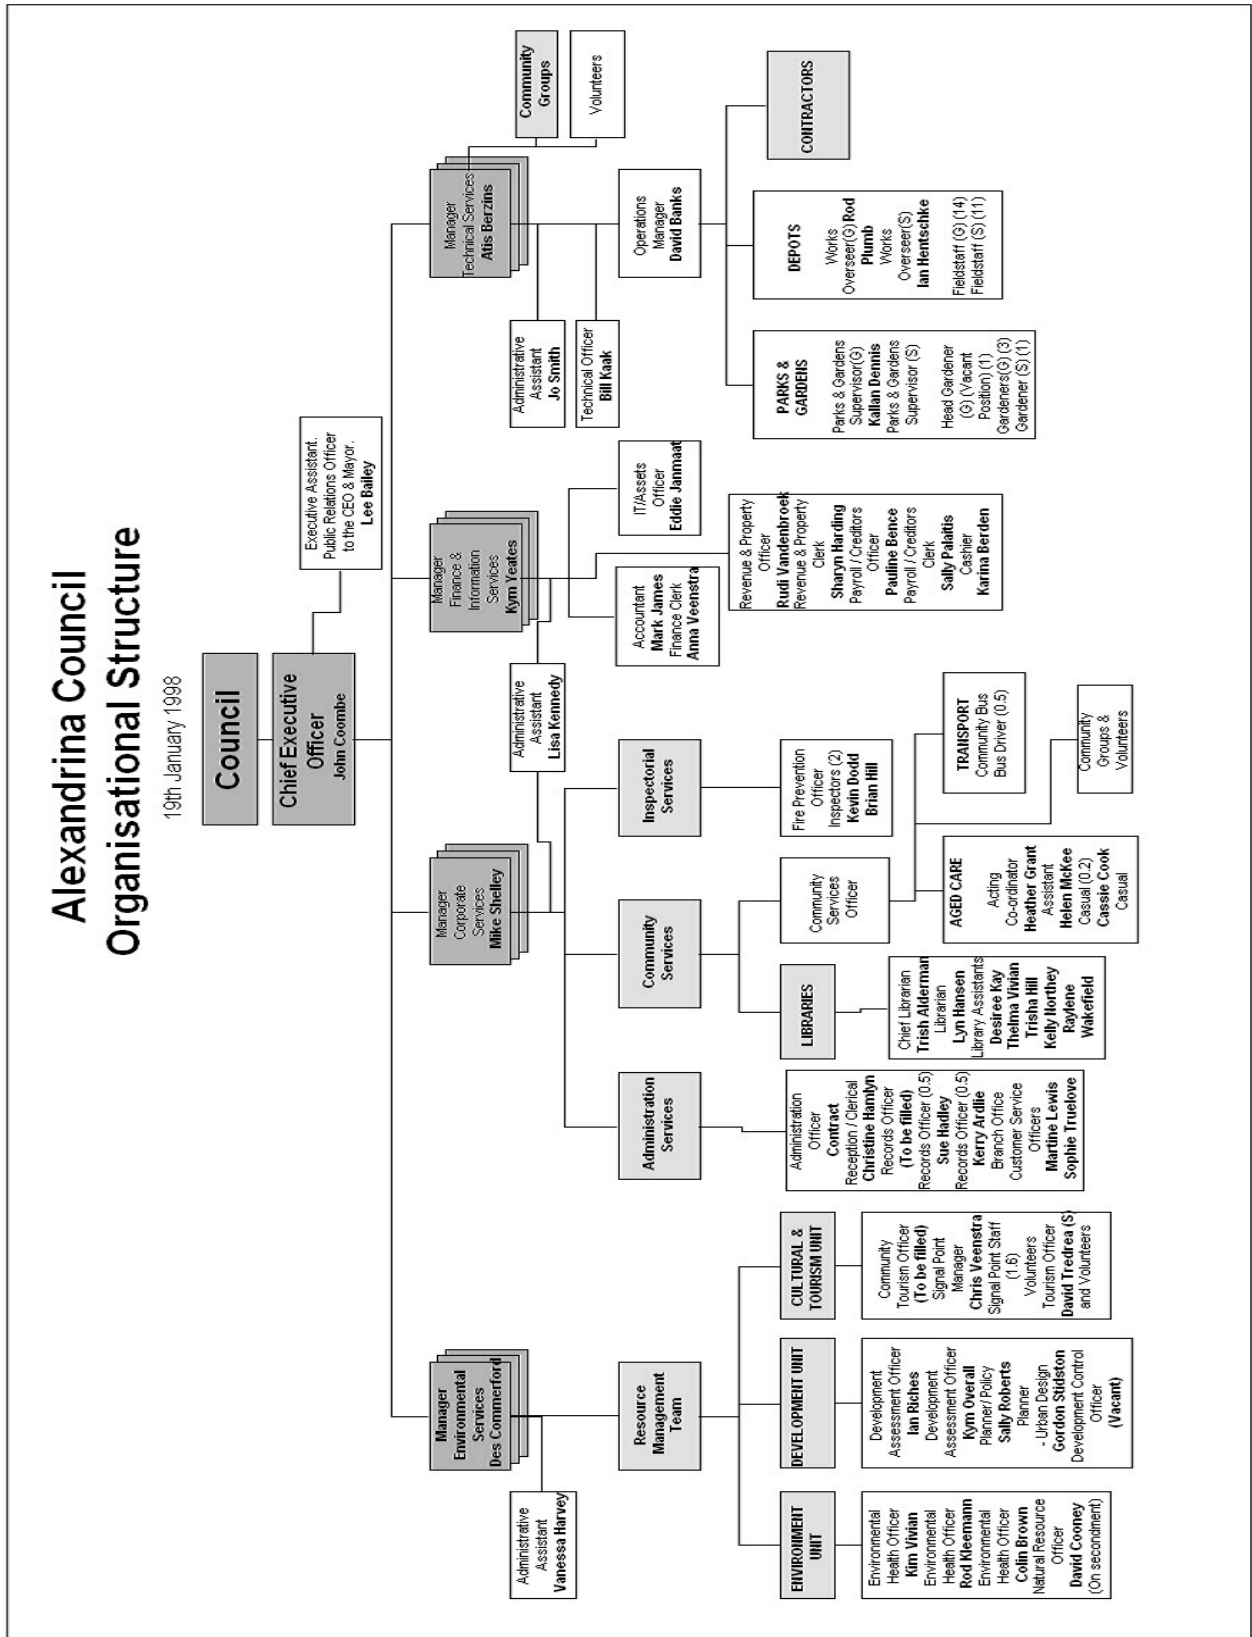 Alexandrina Council
Organisational Structure
19th January 1998
Council
Chief Executive
Officer
John Coombe
Executive Assistant.
Public Relations Officer
to the CEO & Mayor.
Lee Bailey
Manager
Environmental
Services
Des Commerford
Manager
Corporate
Services
Mike Shelley
Manager
Finance &
Information
Services
Kym Yeates
Manager
Technical Services
Atis Berzins
Community
Groups
Volunteers
Administrative
Assistant
Vanessa Harvey
Administrative
Assistant
Lisa Kennedy
Administrative
Assistant
Jo Smith
Technical Officer
Bill Kaak
Resource
Management
Team
Administration
Services
Community
Services
Inspectorial
Services
Accountant
Mark James
Finance Clerk
Anna Veenstra
IT/Assets
Officer
Eddie Janmaat
Operations
Manager
David Banks
ENVIRONMENT
UNIT
DEVELOPMENT UNIT
CULTURAL &
TOURISM UNIT
Environmental
Health Officer
Kim Vivian
Environmental
Health Officer
Rod Kleemann
Environmental
Health Officer
Colin Brown
Natural Resource
Officer
David Cooney
(On secondment)
Development
Assessment Officer
Ian Riches
Development
Assessment Officer
Kym Overall
Planner/ Policy
Sally Roberts
Planner
- Urban Design
Gordon Stidston
Development Control
Officer
(Vacant)
Community
Tourism Officer
(To be filled)
Signal Point
Manager
Chris Veenstra
Signal Point Staff
(1.6)
Volunteers
Tourism Officer
David Tredrea (S)
and Volunteers
Administration
Officer
Contract
Reception / Clerical
Christine Hamlyn
Records Officer
(To be filled)
Records Officer (0.5)
Sue Hadley
Records Officer (0.5)
Kerry Ardlie
Branch Office
Customer Service
Officers
Martine Lewis
Sophie Truelove
LIBRARIES
Chief Librarian
Trish Alderman
Librarian
Lyn Hansen
Library Assistants
Desiree Kay
Thelma Vivian
Trisha Hill
Kelly Northey
Raylene
Wakefield
Community
Services
Officer
AGED CARE
Acting
Co-ordinator
Heather Grant
Assistant
Helen McKee
Casual (0.2)
Cassie Cook
Casual
TRANSPORT
Community Bus
Bus Driver (0.5)
Community
Groups &
Volunteers
Fire Prevention
Officer
Inspectors (2)
Kevin Dodd
Brian Hill
Revenue & Property
Officer
Rudi Vandenbroek
Revenue & Property
Clerk
Sharyn Harding
Payroll / Creditors
Officer
Pauline Bence
Payroll / Creditors
Clerk
Sally Palaitis
Cashier
Karina Berden
PARKS &
GARDENS
Parks & Gardens
Supervisor(G)
Kallan Dennis
Parks & Gardens
Supervisor (S)
Head Gardener
(G) (Vacant
Position) (1)
Gardeners(G) (3)
Gardener (S) (1)
DEPOTS
Works
Overseer(G)Rod
Plumb
Works
Overseer(S)
Ian Hentschke
Fieldstaff (G) (14)
Fieldstaff (S) (11)
CONTRACTORS